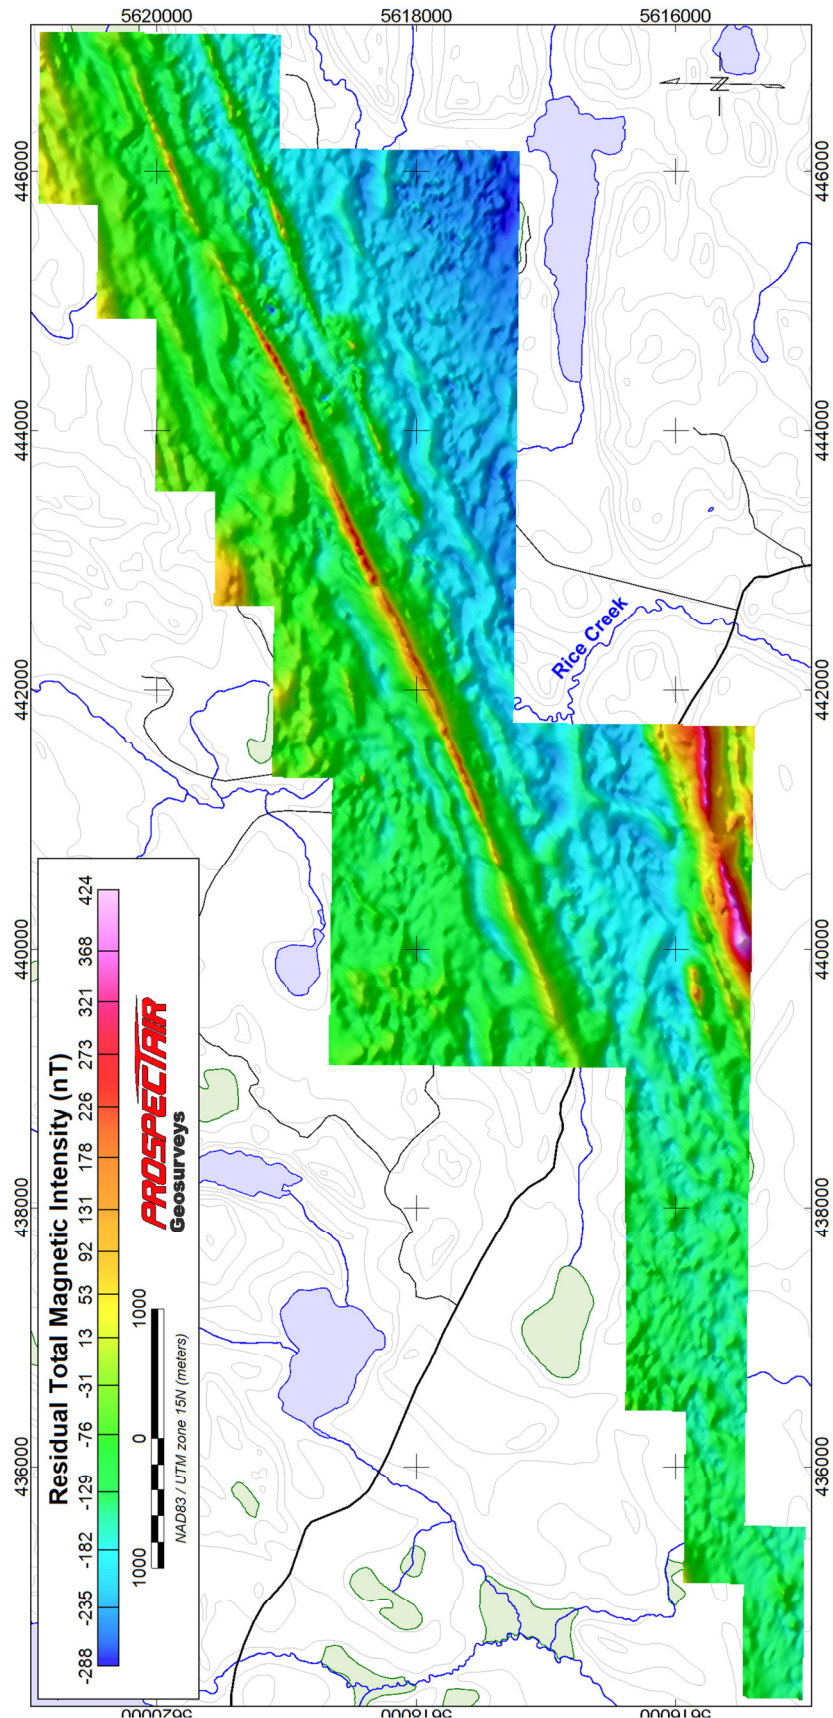 5620000 5618000 5616000
446000 446000
N
444000 444000
442000 442000
Rice Creek
440000 440000
438000 438000
436000 436000
Residual Total Magnetic Intensity (nT)
-288 -235 -182 -129 -76 -31 13 53 92 131 178 226 273 321 368 424
PROSPECTAIR
Geosurveys
1000 0 1000
NAD83 / UTM zone 15N (meters)
5620000 5618000 5616000